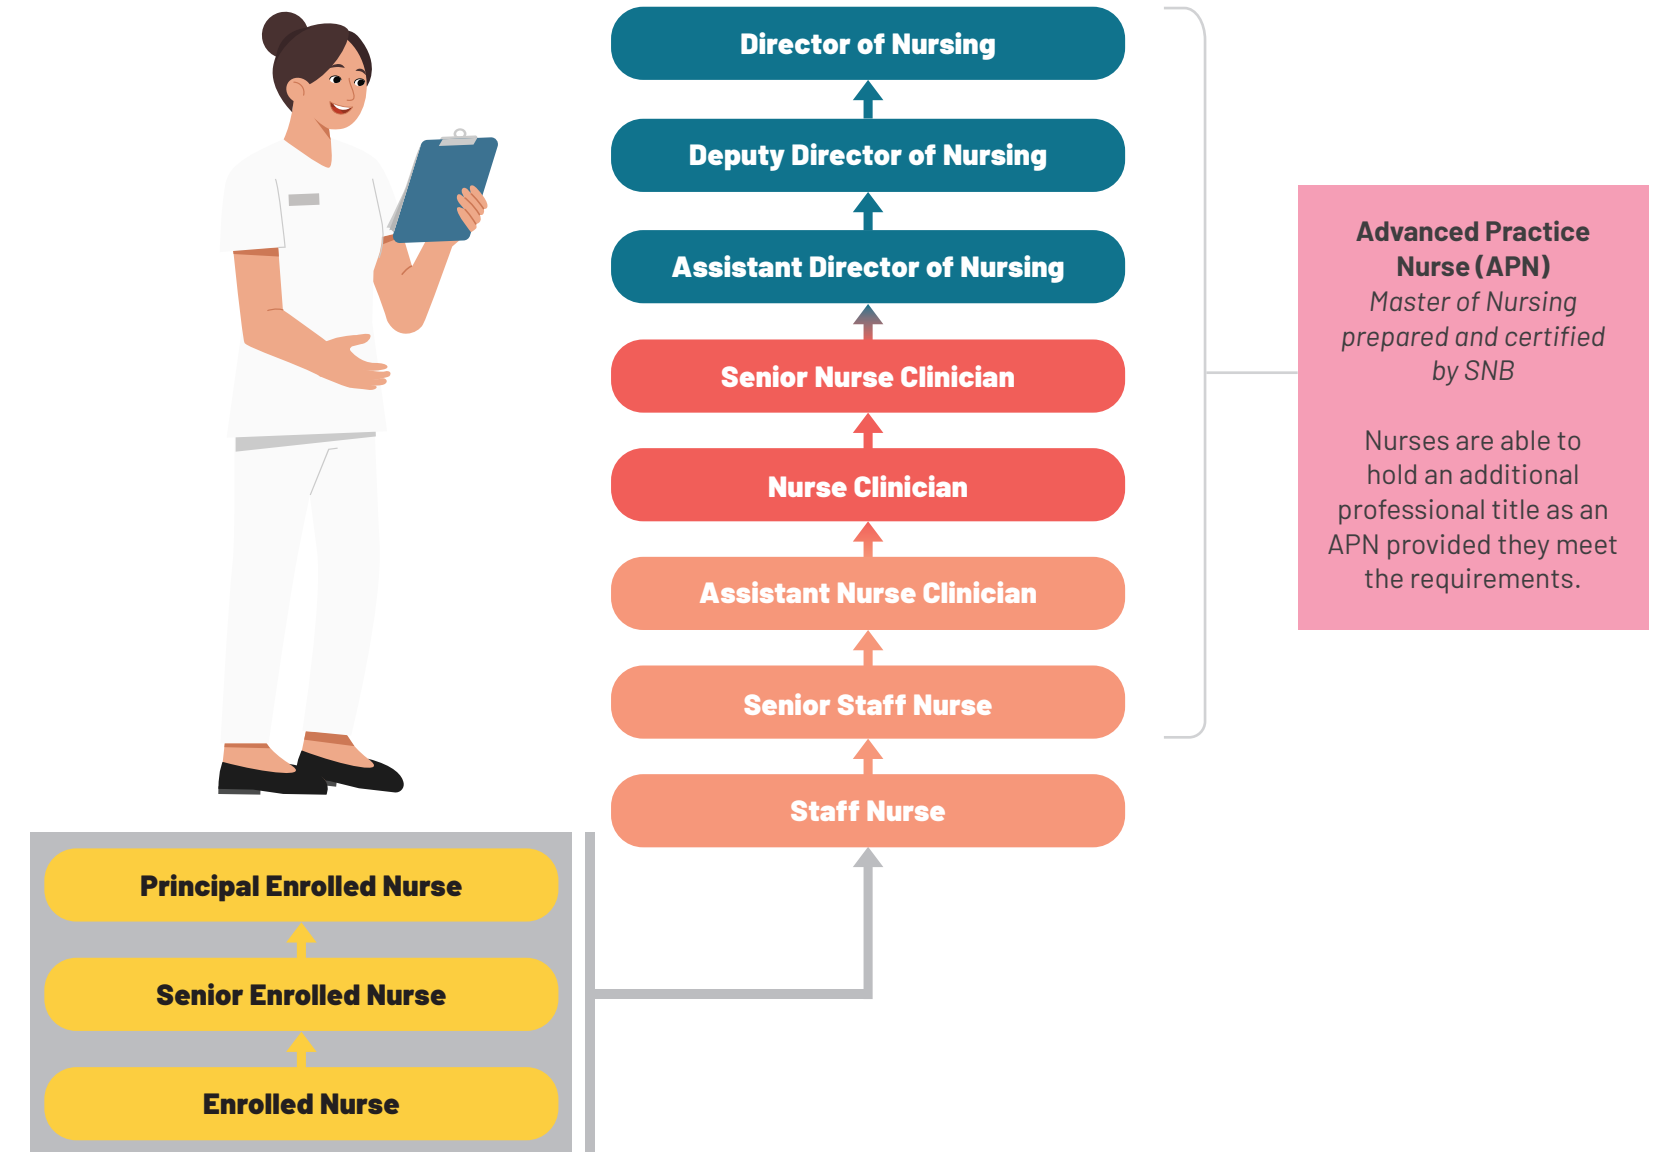 Director of Nursing
Deputy Director of Nursing
Assistant Director of Nursing
Senior Nurse Clinician
Nurse Clinician
Assistant Nurse Clinician
Senior Staff Nurse
Staff Nurse
Principal Enrolled Nurse
Senior Enrolled Nurse
Enrolled Nurse
Advanced Practice
Nurse (APN)
Master of Nursing
prepared and certified
by SNB
Nurses are able to
hold an additional
professional title as an
APN provided they meet
the requirements.